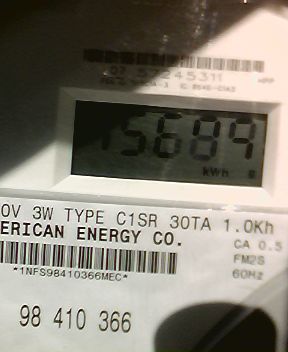 15689
kWh
0V 3W TYPE C1SR 30TA 1.0Kh
ERICAN ENERGY CO.
CA 0.5
*1NFS98410366MEC*
FM2S
60Hz
98 410 366